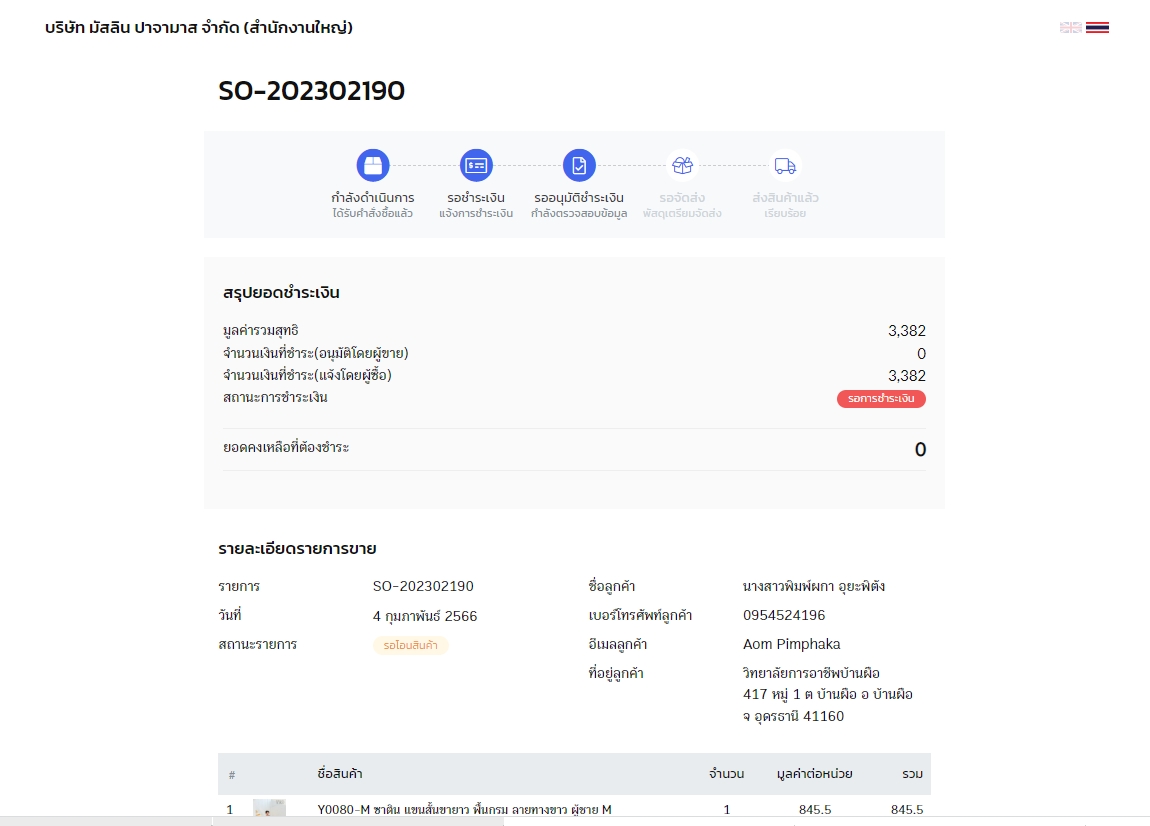 บริษัท มัสลิน ปาจามาส จำกัด (สำนักงานใหญ่)
SO-202302190
กำลังดำเนินการ รอชำระเงิน รออนุมัติชำระเงิน รอจัดส่ง ส่งสินค้าแล้ว
ได้รับคำสั่งซื้อแล้ว แจ้งการชำระเงิน กำลังตรวจสอบข้อมูล พัสดุเตรียมจัดส่ง เรียบร้อย
สรุปยอดชำระเงิน
มูลค่ารวมสุทธิ 3,382
จำนวนเงินที่ชำระ(อนุมัติโดยผู้ขาย) 0
จำนวนเงินที่ชำระ(แจ้งโดยผู้ซื้อ) 3,382
สถานะการชำระเงิน รอการชำระเงิน
ยอดคงเหลือที่ต้องชำระ 0
รายละเอียดรายการขาย
รายการ SO-202302190 ชื่อลูกค้า นางสาวพิมพ์ผกา อุยะพิตัง
วันที่ 4 กุมภาพันธ์ 2566 เบอร์โทรศัพท์ลูกค้า 0954524196
สถานะรายการ รอโอนสินค้า อีเมลลูกค้า Aom Pimphaka
ที่อยู่ลูกค้า วิทยาลัยการอาชีพบ้านผือ
417 หมู่ 1 ต บ้านผือ อ บ้านผือ
จ อุดรธานี 41160
# ชื่อสินค้า จำนวน มูลค่าต่อหน่วย รวม
1 Y0080-M ซาติน แขนสั้นขายาว พื้นกรม ลายทางขาว ผู้ชาย M 1 845.5 845.5